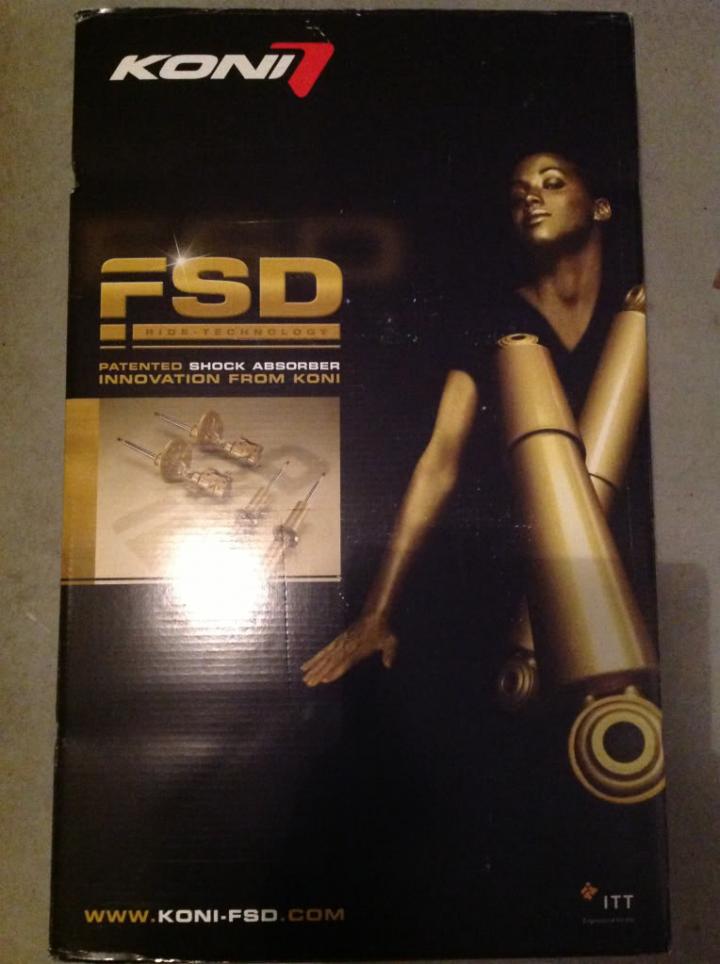 KONI
FSD
RIDE-TECHNOLOGY
PATENTED SHOCK ABSORBER
INNOVATION FROM KONI
WWW.KONI-FSD.COM
ITT